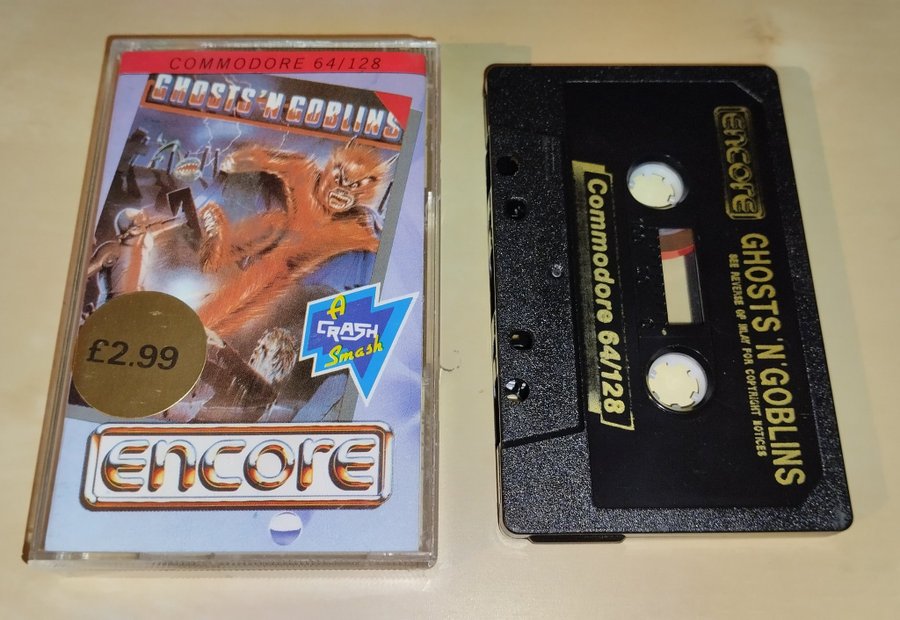 COMMODORE 64/128
GHOSTS 'N GOBLINS
A
CRASH
Smash
£2.99
encore
encore
GHOSTS 'N' GOBLINS
SEE REVERSE OF INLAY FOR COPYRIGHT NOTICES
Commodore 64/128